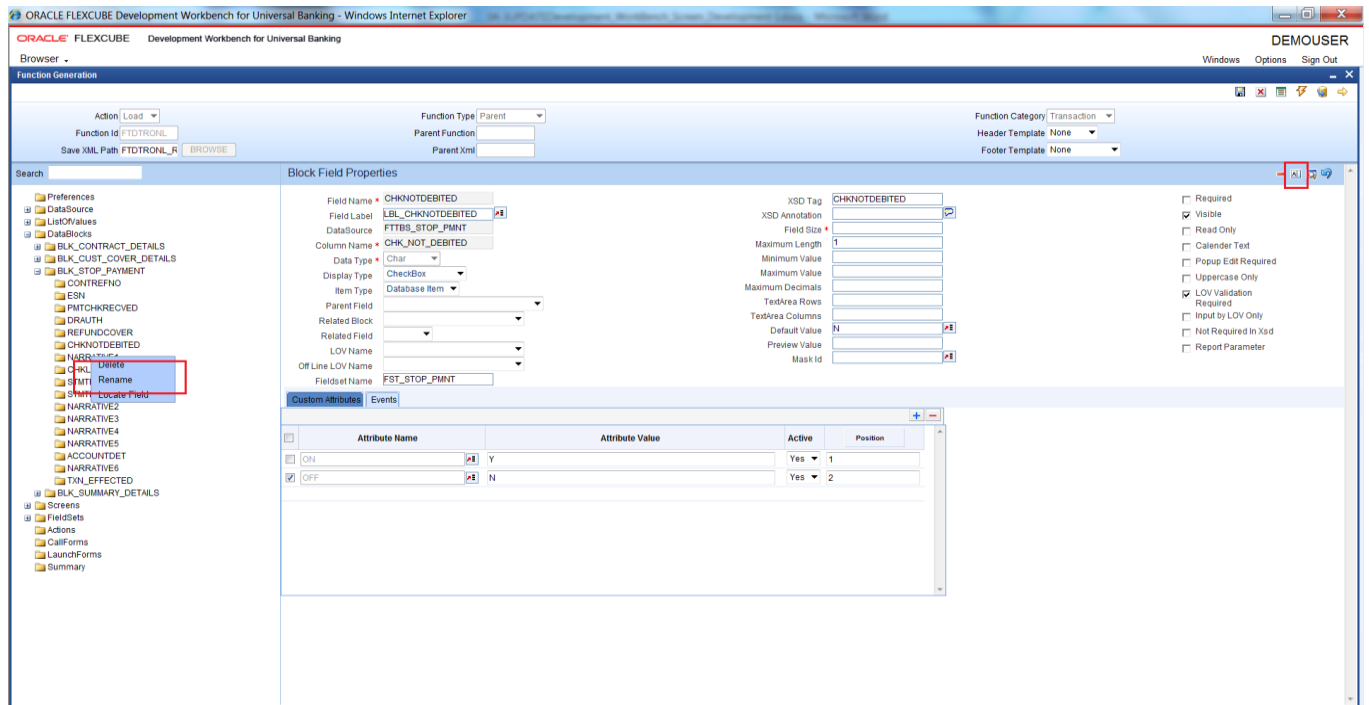 ORACLE FLEXCUBE Development Workbench for Universal Banking - Windows Internet Explorer
ORACLE FLEXCUBE Development Workbench for Universal Banking
DEMOUSER
Browser
Windows Options Sign Out
Function Generation
Action Load
Function Type Parent
Function Category Transaction
Function Id FTDTRONL
Parent Function
Header Template None
Save XML Path FTDTRONL_R BROWSE
Parent Xml
Footer Template None
Search
Preferences
DataSource
ListOfValues
DataBlocks
BLK_CONTRACT_DETAILS
BLK_CUST_COVER_DETAILS
BLK_STOP_PAYMENT
CONTREFNO
ESN
PMTCHKRECVED
DRAUTH
REFUNDCOVER
CHKNOTDEBITED
Delete
Rename
Locate Field
NARRATIVE2
NARRATIVE3
NARRATIVE4
NARRATIVE5
ACCOUNTDET
NARRATIVE6
TXN_EFFECTED
BLK_SUMMARY_DETAILS
Screens
FieldSets
Actions
CallForms
LaunchForms
Summary
Block Field Properties
Field Name * CHKNOTDEBITED
Field Label LBL_CHKNOTDEBITED
DataSource FTTBS_STOP_PMNT
Column Name * CHK_NOT_DEBITED
Data Type * Char
Display Type CheckBox
Item Type Database Item
Parent Field
Related Block
Related Field
LOV Name
Off Line LOV Name
Fieldset Name FST_STOP_PMNT
XSD Tag CHKNOTDEBITED
XSD Annotation
Field Size *
Maximum Length 1
Minimum Value
Maximum Value
Maximum Decimals
TextArea Rows
TextArea Columns
Default Value N
Preview Value
Mask Id
Required
Visible
Read Only
Calender Text
Popup Edit Required
Uppercase Only
LOV Validation
Required
Input by LOV Only
Not Required In Xsd
Report Parameter
Custom Attributes Events
Attribute Name Attribute Value Active Position
ON Y Yes 1
OFF N Yes 2